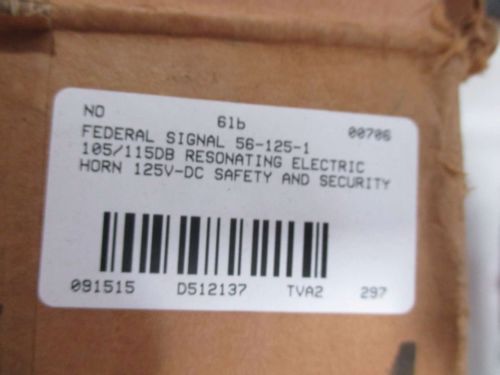 NO 6lb 00706
FEDERAL SIGNAL 56-125-1
105/115DB RESONATING ELECTRIC
HORN 125V-DC SAFETY AND SECURITY
091515 D512137 TVA2 297